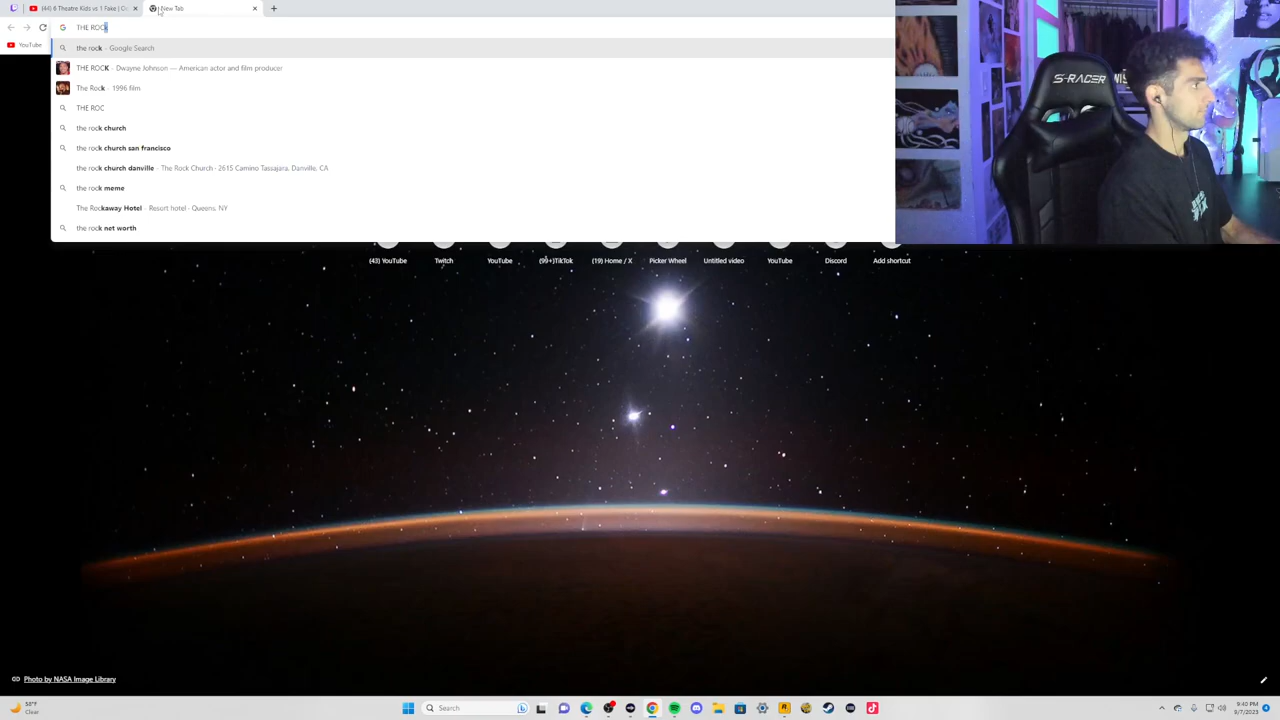 (44) 6 Theatre Kids vs 1 Fake | O
New Tab
THE ROCk
YouTube
the rock - Google Search
THE ROCK - Dwayne Johnson — American actor and film producer
The Rock - 1996 film
THE ROC
the rock church
the rock church san francisco
the rock church danville - The Rock Church · 2615 Camino Tassajara, Danville, CA
the rock meme
The Rockaway Hotel - Resort hotel · Queens, NY
the rock net worth
S-RACER
(43) YouTube Twitch YouTube (99+)TikTok (19) Home / X Picker Wheel Untitled video YouTube Discord Add shortcut
Photo by NASA Image Library
58°F
Clear
Search
9:40 PM
9/7/2023